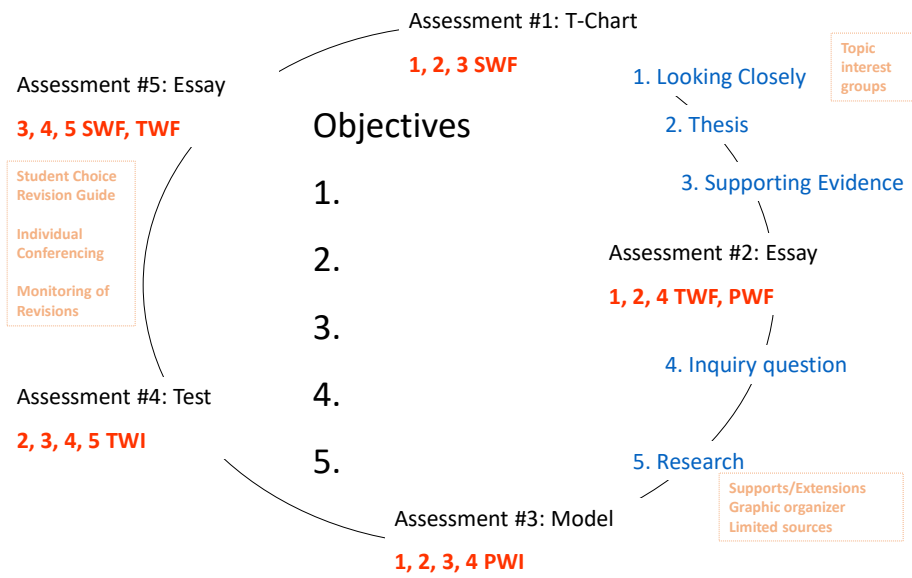 Assessment #1: T-Chart
1, 2, 3 SWF
Topic
interest
groups
1. Looking Closely
2. Thesis
3. Supporting Evidence
Assessment #2: Essay
1, 2, 4 TWF, PWF
4. Inquiry question
5. Research
Supports/Extensions
Graphic organizer
Limited sources
Assessment #3: Model
1, 2, 3, 4 PWI
Assessment #4: Test
2, 3, 4, 5 TWI
Student Choice
Revision Guide
Individual
Conferencing
Monitoring of
Revisions
Assessment #5: Essay
3, 4, 5 SWF, TWF
Objectives
1.
2.
3.
4.
5.